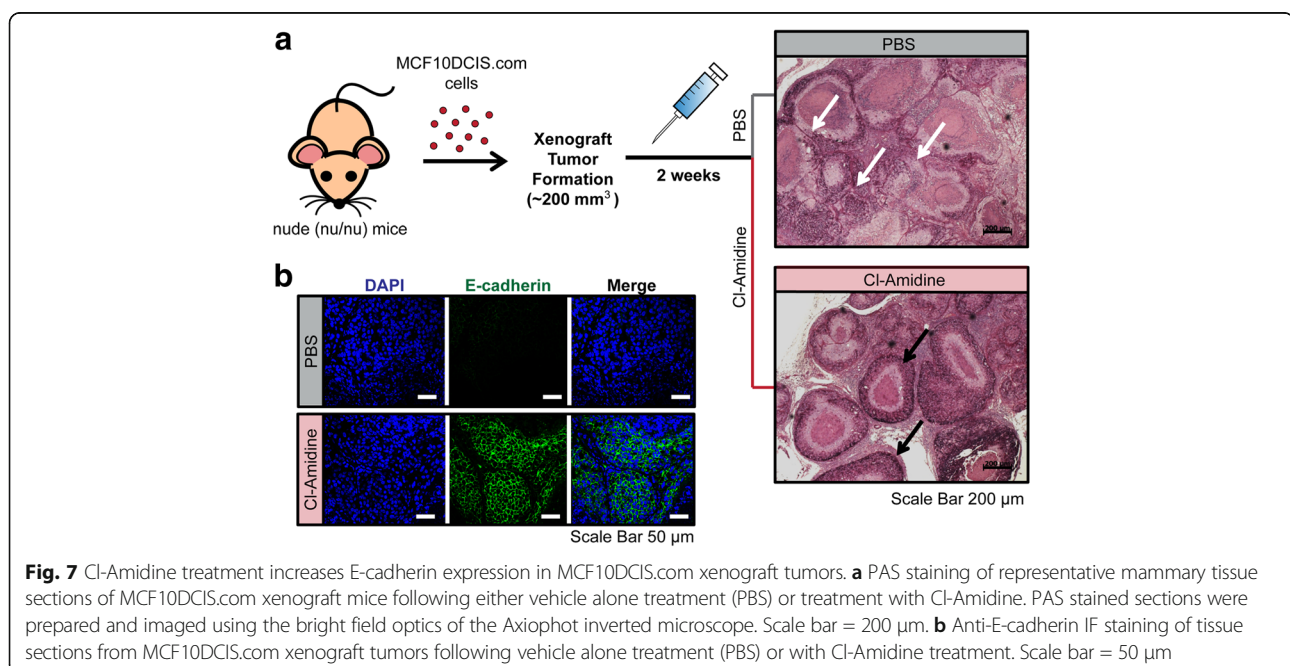 a
MCF10DCIS.com
cells
nude (nu/nu) mice
Xenograft
Tumor
Formation
(~200 mm³)
2 weeks
PBS
Cl-Amidine
PBS
200 µm
Cl-Amidine
200 µm
Scale Bar 200 µm
b
DAPI E-cadherin Merge
PBS
Cl-Amidine
Scale Bar 50 µm
Fig. 7 Cl-Amidine treatment increases E-cadherin expression in MCF10DCIS.com xenograft tumors. a PAS staining of representative mammary tissue
sections of MCF10DCIS.com xenograft mice following either vehicle alone treatment (PBS) or treatment with Cl-Amidine. PAS stained sections were
prepared and imaged using the bright field optics of the Axiophot inverted microscope. Scale bar = 200 µm. b Anti-E-cadherin IF staining of tissue
sections from MCF10DCIS.com xenograft tumors following vehicle alone treatment (PBS) or with Cl-Amidine treatment. Scale bar = 50 µm